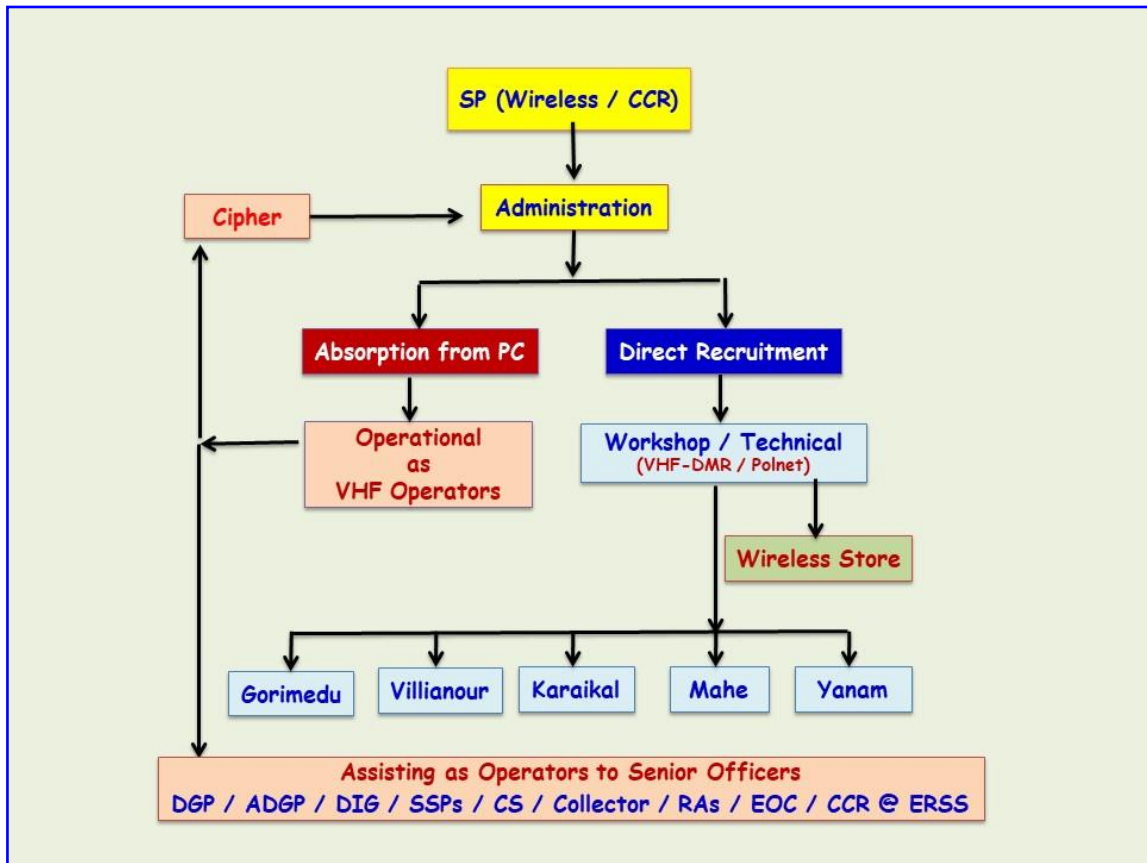 SP (Wireless / CCR)
Cipher
Administration
Absorption from PC
Direct Recruitment
Operational
as
VHF Operators
Workshop / Technical
(VHF-DMR / Polnet)
Wireless Store
Gorimedu
Villianour
Karaikal
Mahe
Yanam
Assisting as Operators to Senior Officers
DGP / ADGP / DIG / SSPs / CS / Collector / RAs / EOC / CCR @ ERSS